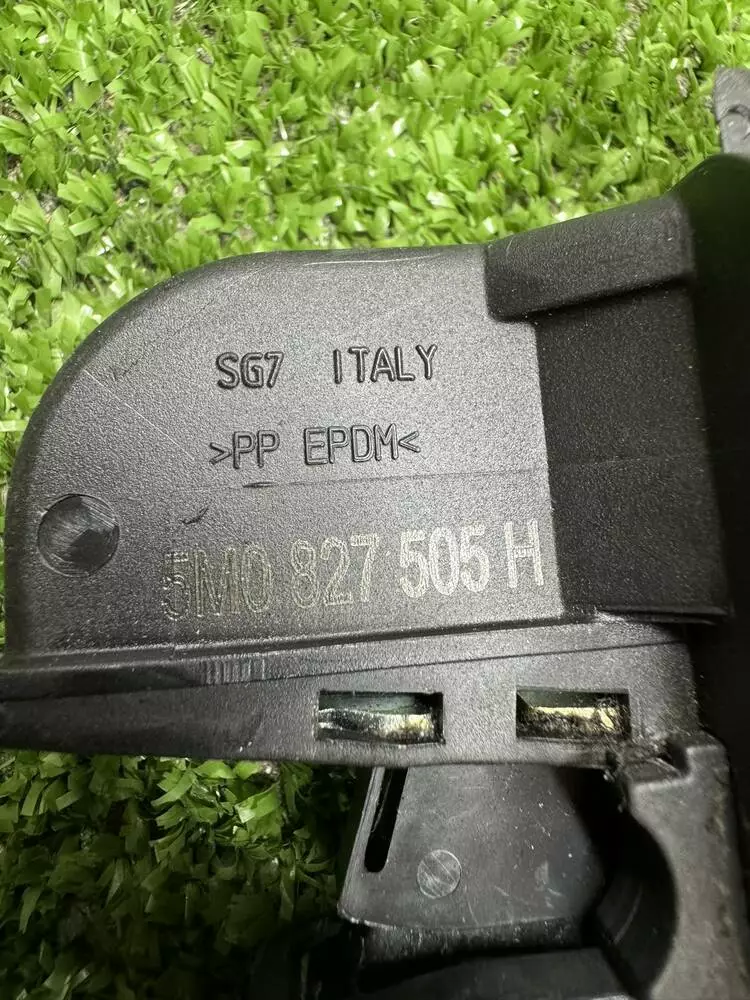 SG7 ITALY
>PP EPDM<
5M0 827 505 H